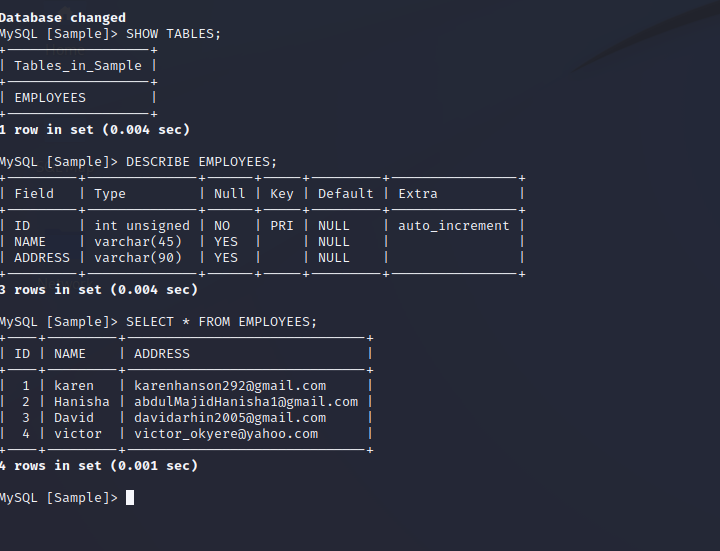 Database changed
MySQL [Sample]> SHOW TABLES;
+------------------+
| Tables_in_Sample |
+------------------+
| EMPLOYEES        |
+------------------+
1 row in set (0.004 sec)
MySQL [Sample]> DESCRIBE EMPLOYEES;
+---------+--------------+------+-----+---------+----------------+
| Field   | Type         | Null | Key | Default | Extra          |
+---------+--------------+------+-----+---------+----------------+
| ID      | int unsigned | NO   | PRI | NULL    | auto_increment |
| NAME    | varchar(45)  | YES  |     | NULL    |                |
| ADDRESS | varchar(90)  | YES  |     | NULL    |                |
+---------+--------------+------+-----+---------+----------------+
3 rows in set (0.004 sec)
MySQL [Sample]> SELECT * FROM EMPLOYEES;
+----+---------+-----------------------------+
| ID | NAME    | ADDRESS                     |
+----+---------+-----------------------------+
|  1 | karen   | karenhanson292@gmail.com    |
|  2 | Hanisha | abdulMajidHanisha1@gmail.com |
|  3 | David   | davidarhin2005@gmail.com    |
|  4 | victor  | victor_okyere@yahoo.com     |
+----+---------+-----------------------------+
4 rows in set (0.001 sec)
MySQL [Sample]>